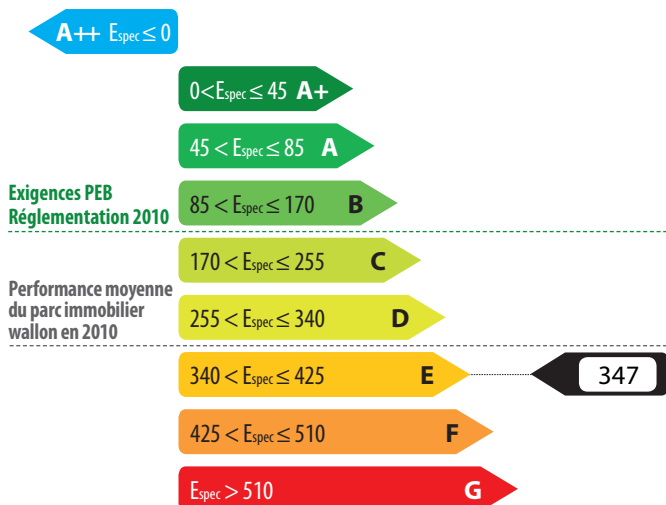 A++ Espec ≤ 0
0<Espec ≤ 45 A+
45 < Espec ≤ 85 A
Exigences PEB
Réglementation 2010
85 < Espec ≤ 170 B
170 < Espec ≤ 255 C
Performance moyenne
du parc immobilier
wallon en 2010
255 < Espec ≤ 340 D
340 < Espec ≤ 425 E
347
425 < Espec ≤ 510 F
Espec > 510 G